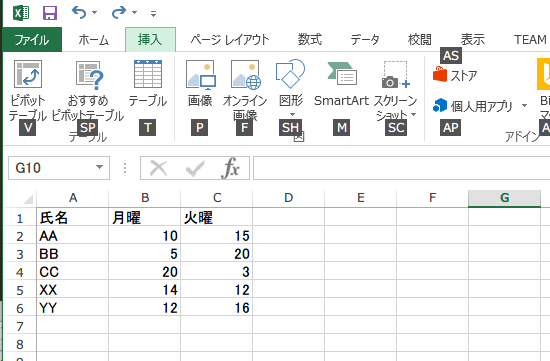 ファイル ホーム 挿入 ページ レイアウト 数式 データ 校閲 表示 TEAM
ピボット おすすめ テーブル 画像 オンライン 図形 SmartArt スクリーン ストア AS
テーブル ピボットテーブル 画像 ショット 個人用アプリ
V SP T P F SH M SC AP
テーブル 図 アドイン
G10 fx
A B C D E F G
1 氏名 月曜 火曜
2 AA 10 15
3 BB 5 20
4 CC 20 3
5 XX 14 12
6 YY 12 16
7
8